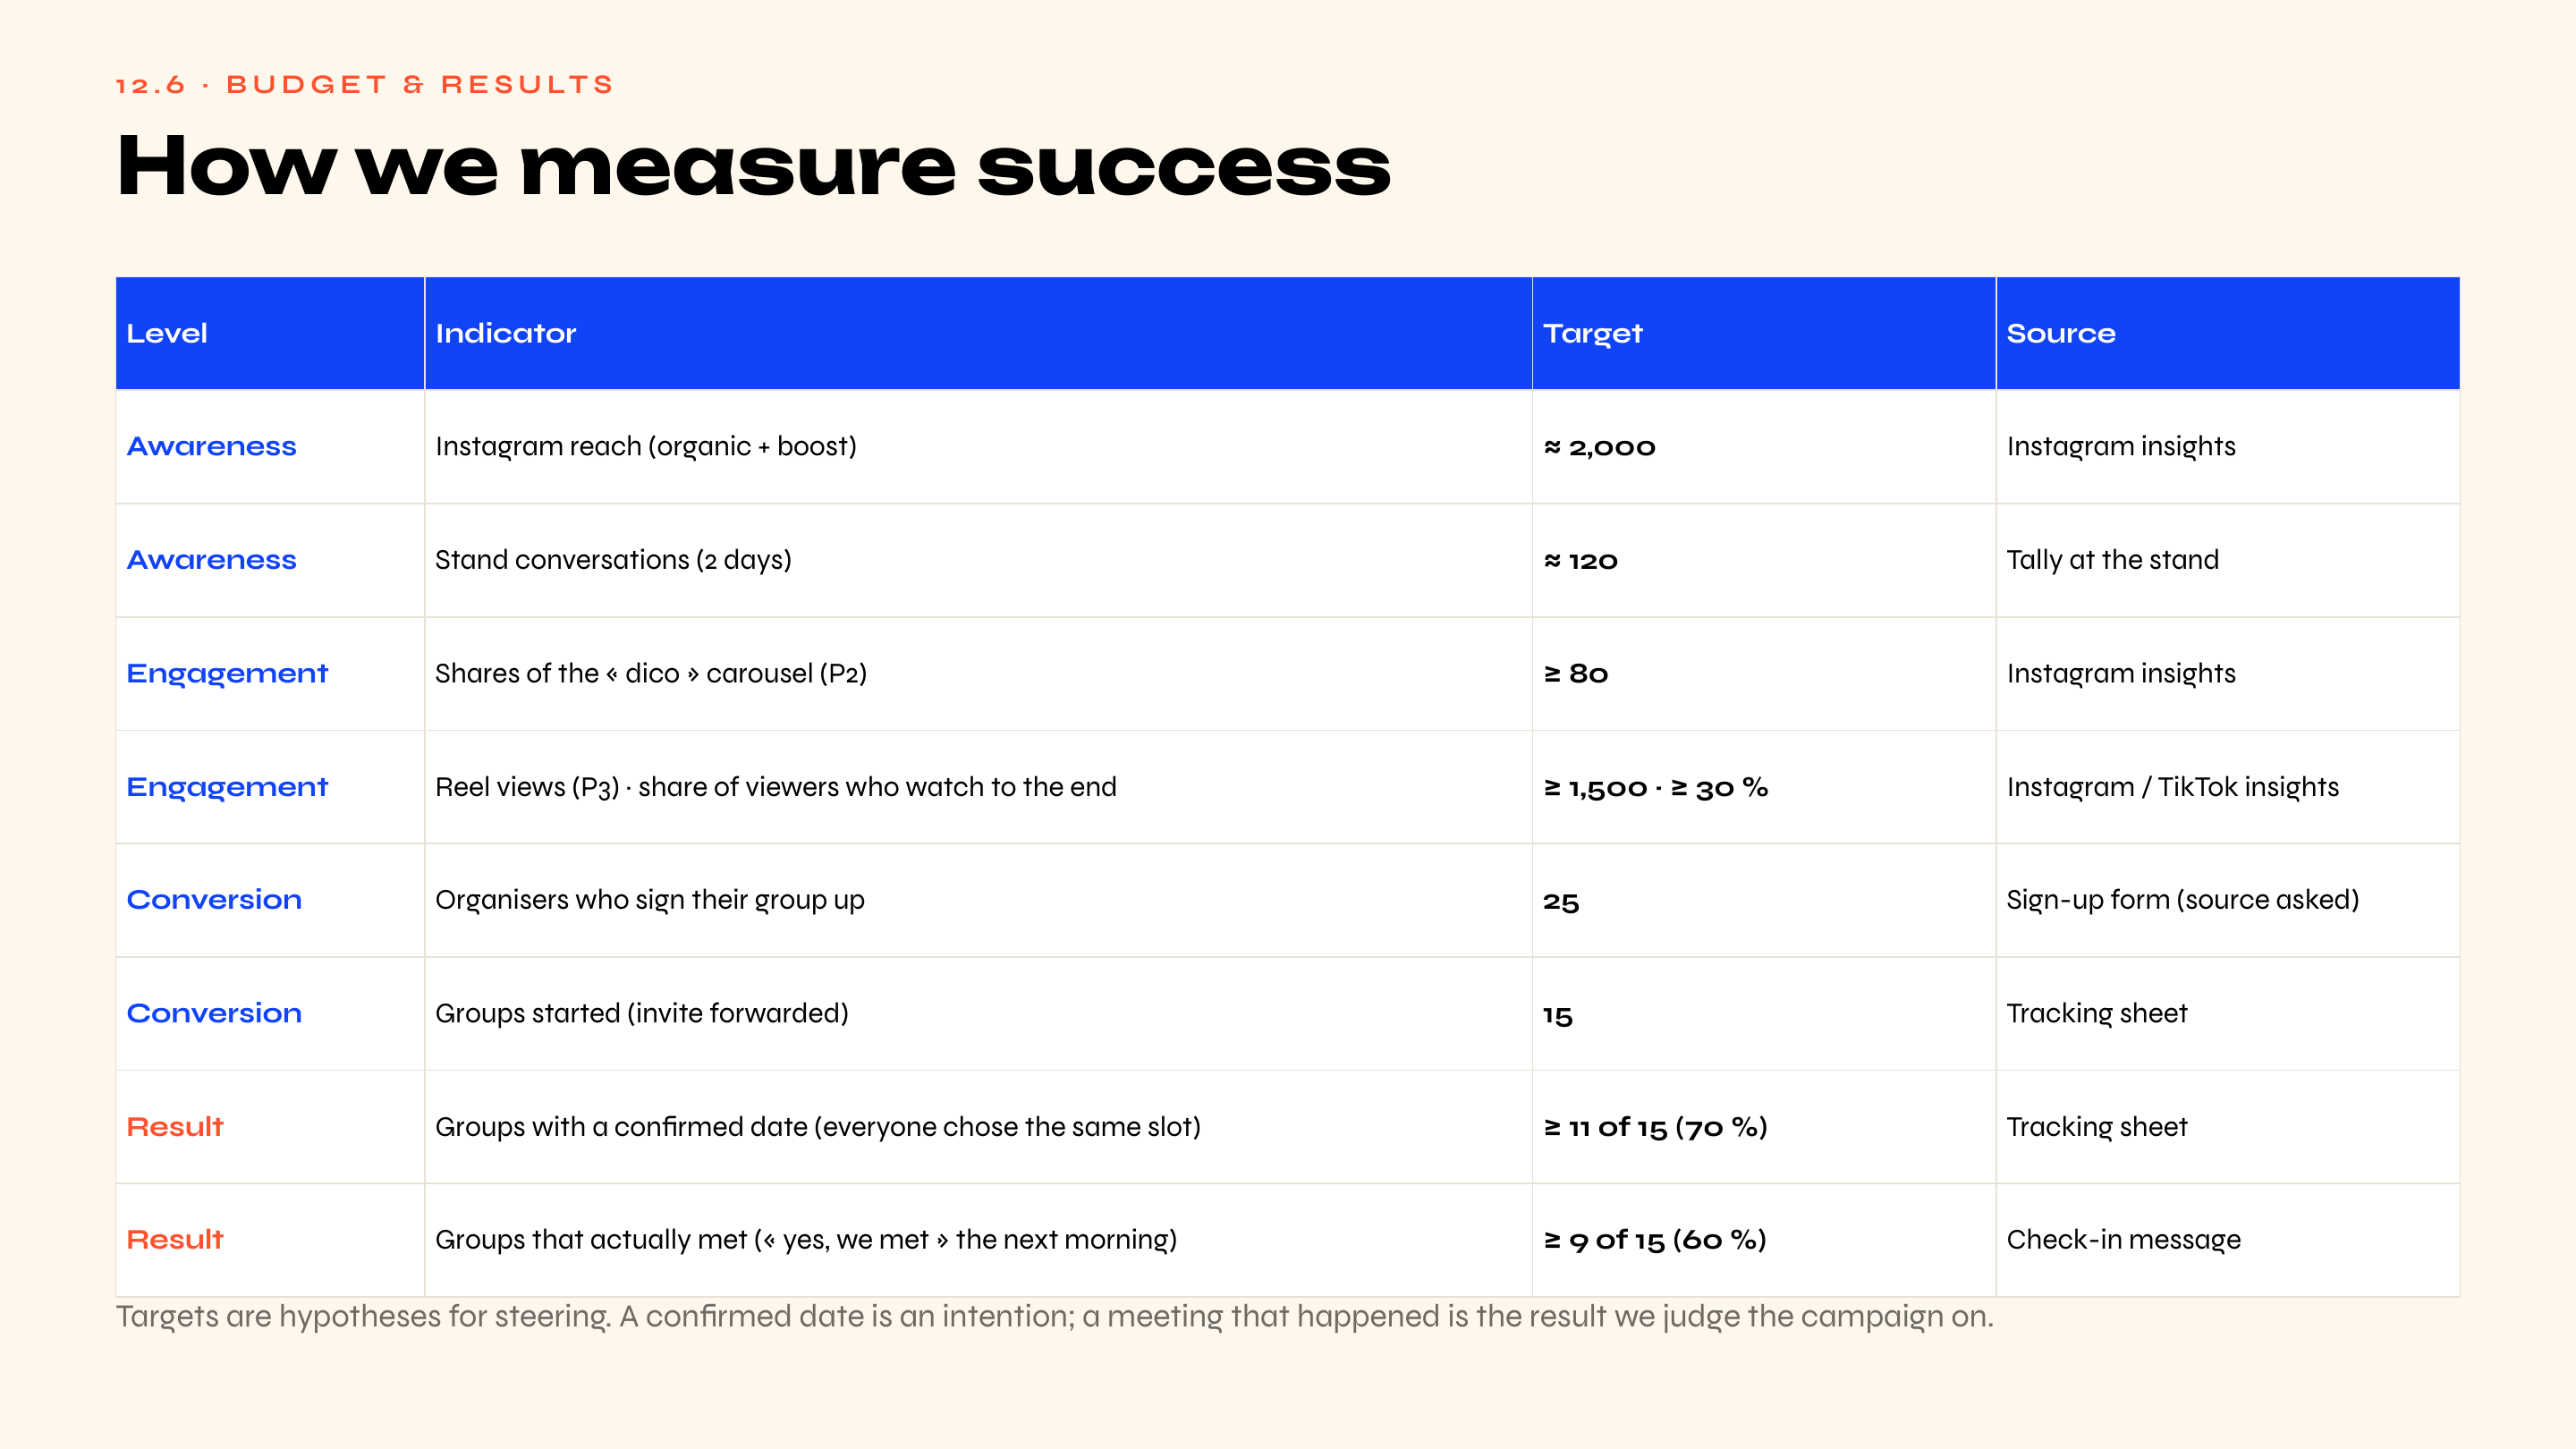 12.6 · BUDGET & RESULTS
How we measure success
Level Indicator Target Source
Awareness Instagram reach (organic + boost) ≈ 2,000 Instagram insights
Awareness Stand conversations (2 days) ≈ 120 Tally at the stand
Engagement Shares of the « dico » carousel (P2) ≥ 80 Instagram insights
Engagement Reel views (P3) · share of viewers who watch to the end ≥ 1,500 · ≥ 30 % Instagram / TikTok insights
Conversion Organisers who sign their group up 25 Sign-up form (source asked)
Conversion Groups started (invite forwarded) 15 Tracking sheet
Result Groups with a confirmed date (everyone chose the same slot) ≥ 11 of 15 (70 %) Tracking sheet
Result Groups that actually met (« yes, we met » the next morning) ≥ 9 of 15 (60 %) Check-in message
Targets are hypotheses for steering. A confirmed date is an intention; a meeting that happened is the result we judge the campaign on.